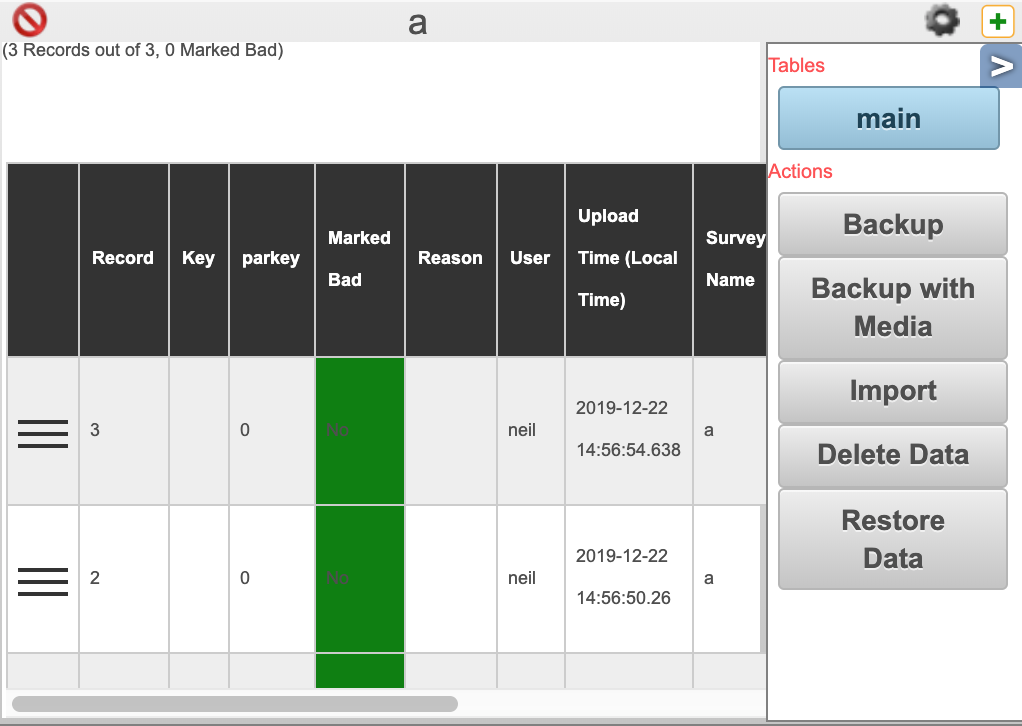 a
(3 Records out of 3, 0 Marked Bad)
Tables
>
main
Actions
Backup
Backup with
Media
Import
Delete Data
Restore
Data
Record Key parkey Marked Bad Reason User Upload Time (Local Time) Survey Name
3 0 No neil 2019-12-22 14:56:54.638 a
2 0 No neil 2019-12-22 14:56:50.26 a